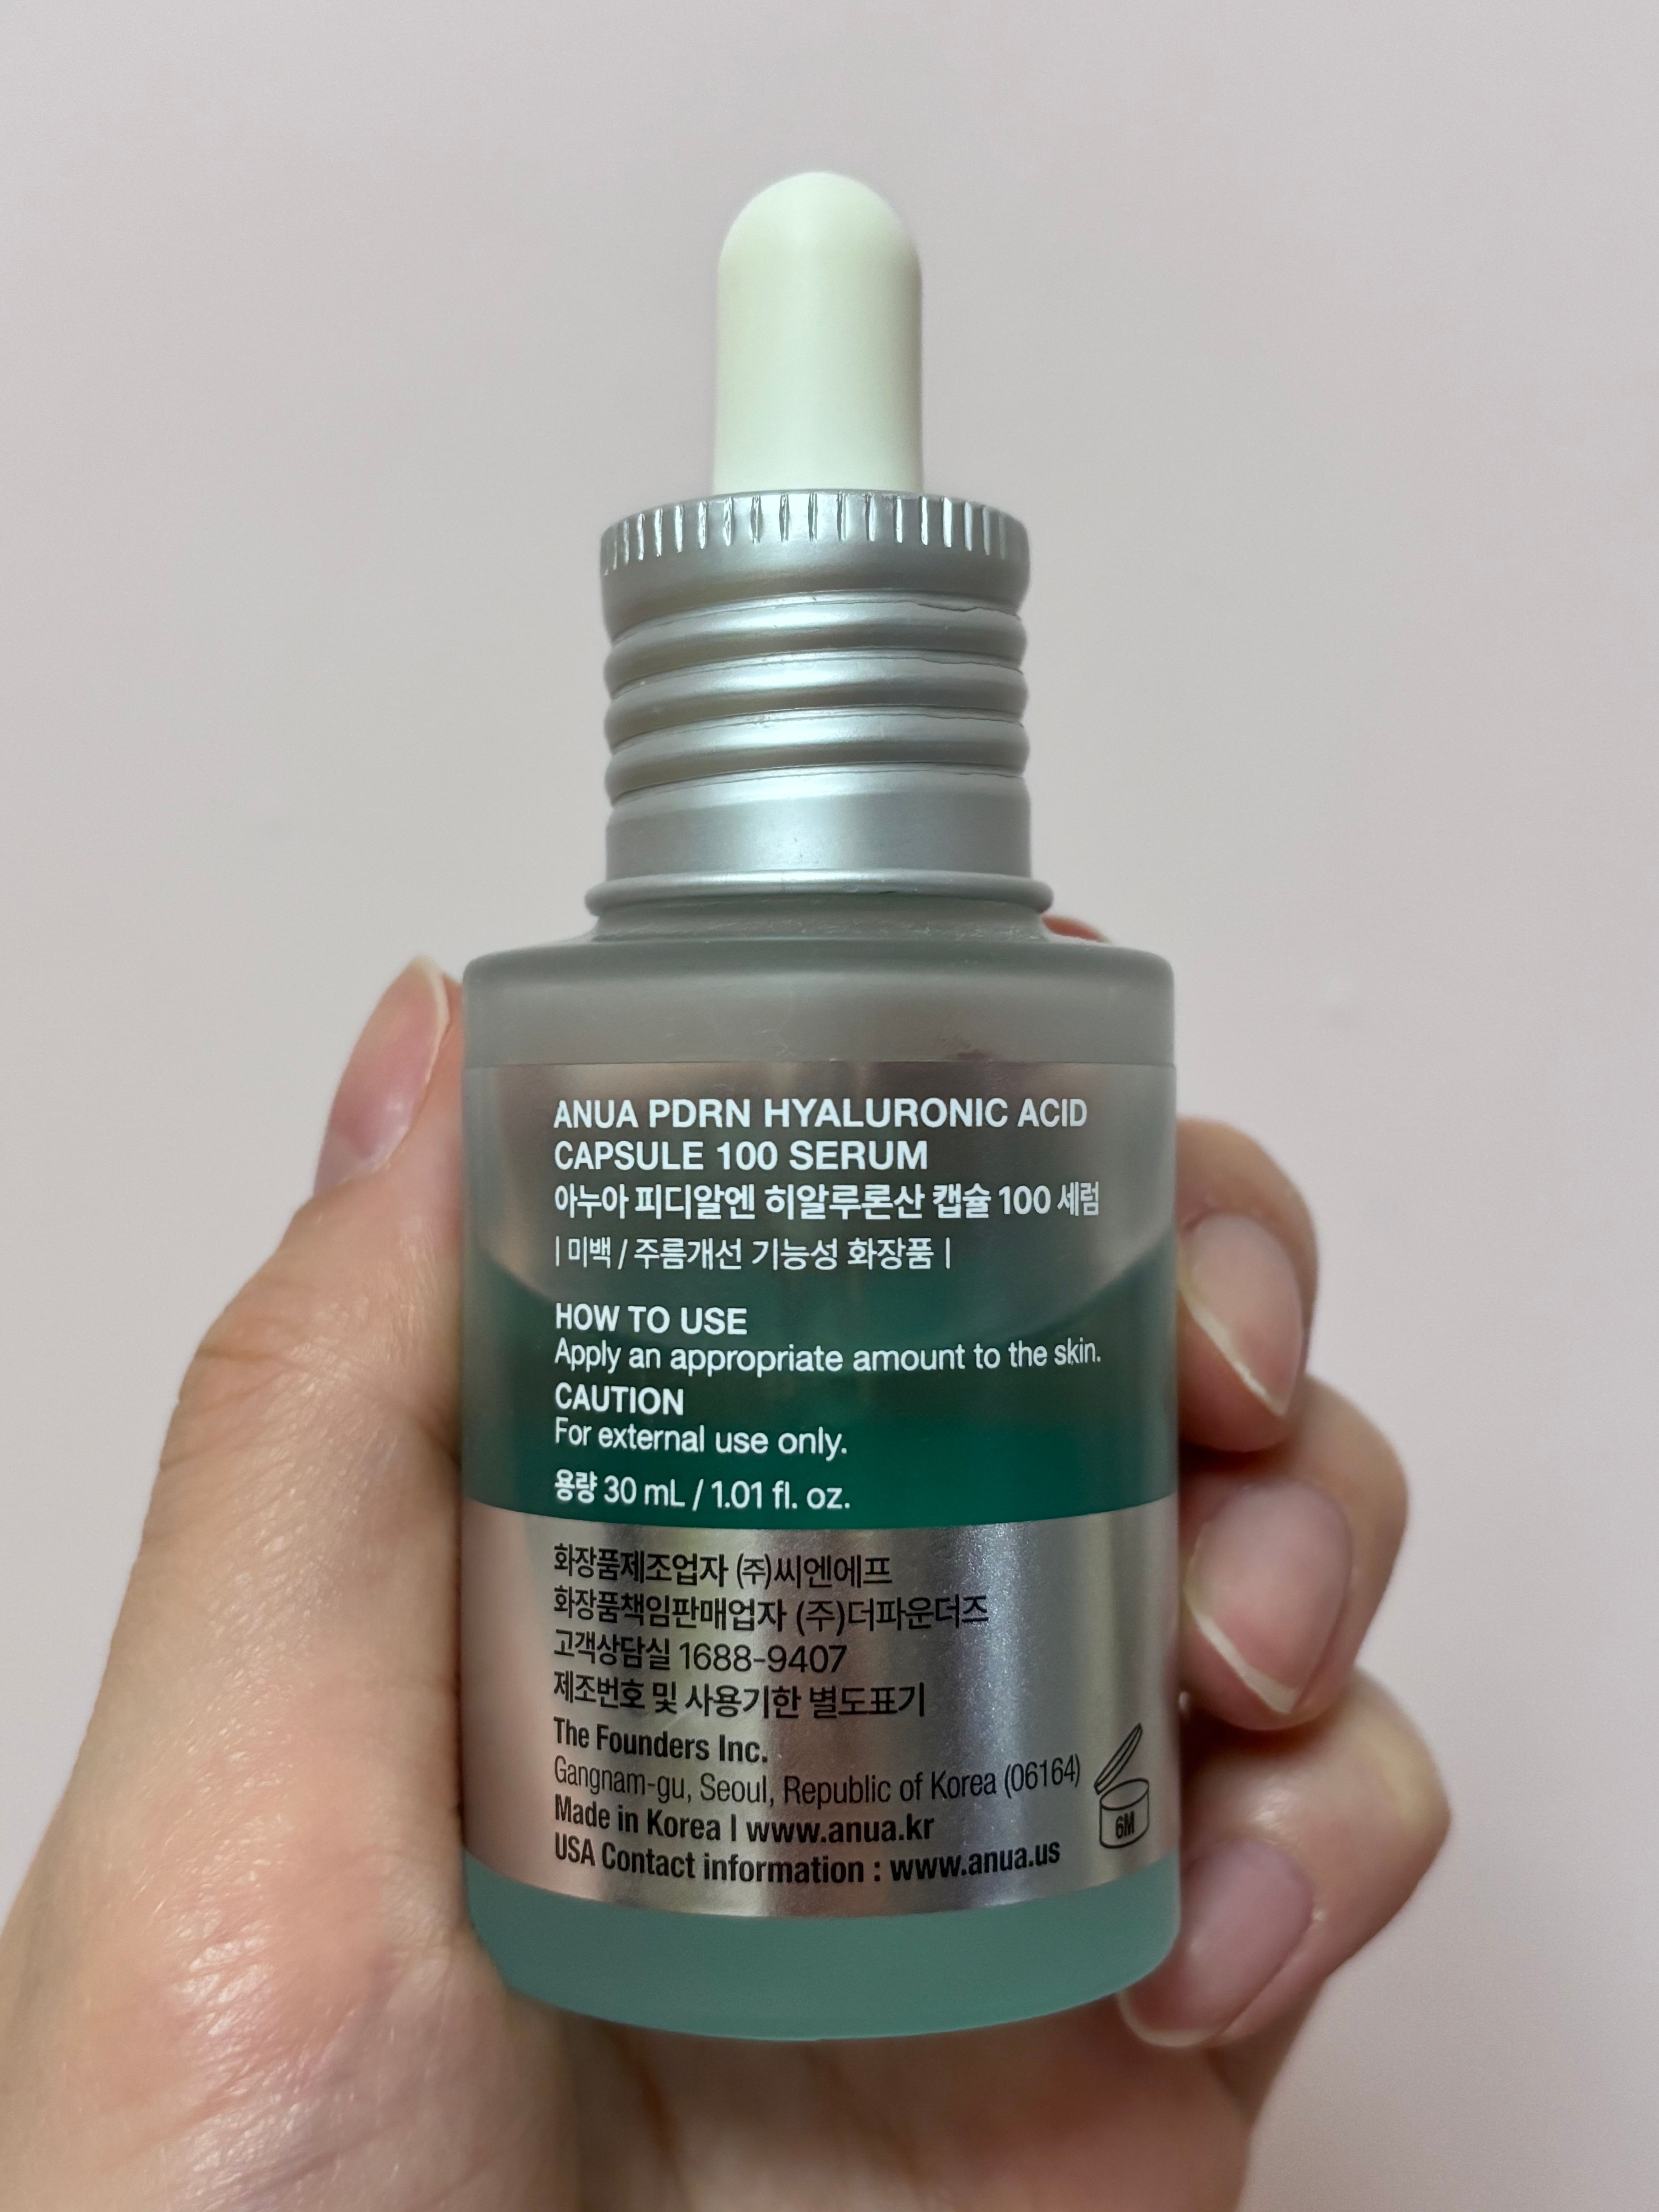 ANUA PDRN HYALURONIC ACID
CAPSULE 100 SERUM
아누아 피디알엔 히알루론산 캡슐 100 세럼
| 미백 / 주름개선 기능성 화장품 |
HOW TO USE
Apply an appropriate amount to the skin.
CAUTION
For external use only.
용량 30 mL / 1.01 fl. oz.
화장품제조업자 (주)씨엔에프
화장품책임판매업자 (주)더파운더즈
고객상담실 1688-9407
제조번호 및 사용기한 별도표기
The Founders Inc.
Gangnam-gu, Seoul, Republic of Korea (06164)
Made in Korea | www.anua.kr
USA Contact information : www.anua.us
6M